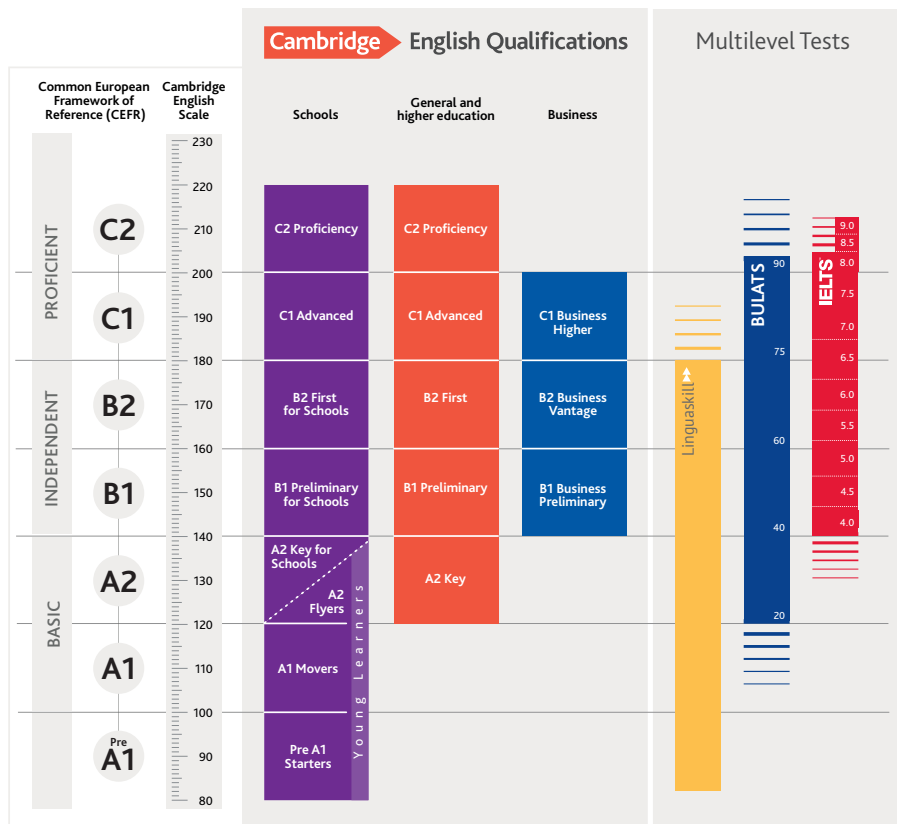 Cambridge English Qualifications
Multilevel Tests
Common European
Framework of
Reference (CEFR)
Cambridge
English
Scale
Schools
General and
higher education
Business
PROFICIENT
INDEPENDENT
BASIC
C2
C1
B2
B1
A2
A1
Pre
A1
230
220
210
200
190
180
170
160
150
140
130
120
110
100
90
80
C2 Proficiency
C1 Advanced
B2 First
for Schools
B1 Preliminary
for Schools
A2 Key for
Schools
A2
Flyers
A1 Movers
Pre A1
Starters
Young Learners
C2 Proficiency
C1 Advanced
B2 First
B1 Preliminary
A2 Key
C1 Business
Higher
B2 Business
Vantage
B1 Business
Preliminary
Linguaskill
BULATS
90
75
60
40
20
IELTS
9.0
8.5
8.0
7.5
7.0
6.5
6.0
5.5
5.0
4.5
4.0